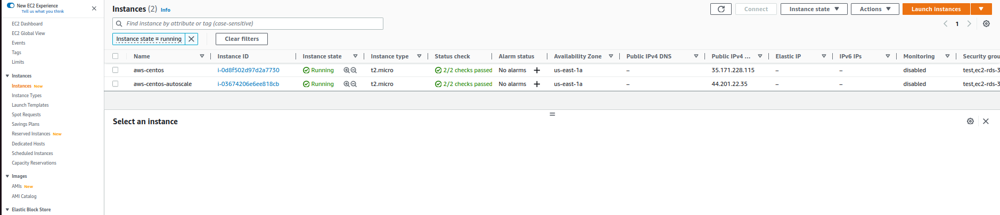 New EC2 Experience
Tell us what you think
EC2 Dashboard
EC2 Global View
Events
Tags
Limits
Instances
Instances New
Instance Types
Launch Templates
Spot Requests
Savings Plans
Reserved Instances New
Dedicated Hosts
Scheduled Instances
Capacity Reservations
Images
AMIs New
AMI Catalog
Elastic Block Store
Instances (2) Info
Connect Instance state Actions Launch instances
Find instance by attribute or tag (case-sensitive)
1
Instance state = running
Clear filters
Name Instance ID Instance state Instance type Status check Alarm status Availability Zone Public IPv4 DNS Public IPv4 ... Elastic IP IPv6 IPs Monitoring Security grou
aws-centos i-0d8f502d97d2a7730 Running t2.micro 2/2 checks passed No alarms + us-east-1a – 35.171.228.115 – – disabled test,ec2-rds-3
aws-centos-autoscale i-03674206e6ee818cb Running t2.micro 2/2 checks passed No alarms + us-east-1a – 44.201.22.35 – – disabled test,ec2-rds-3
Select an instance